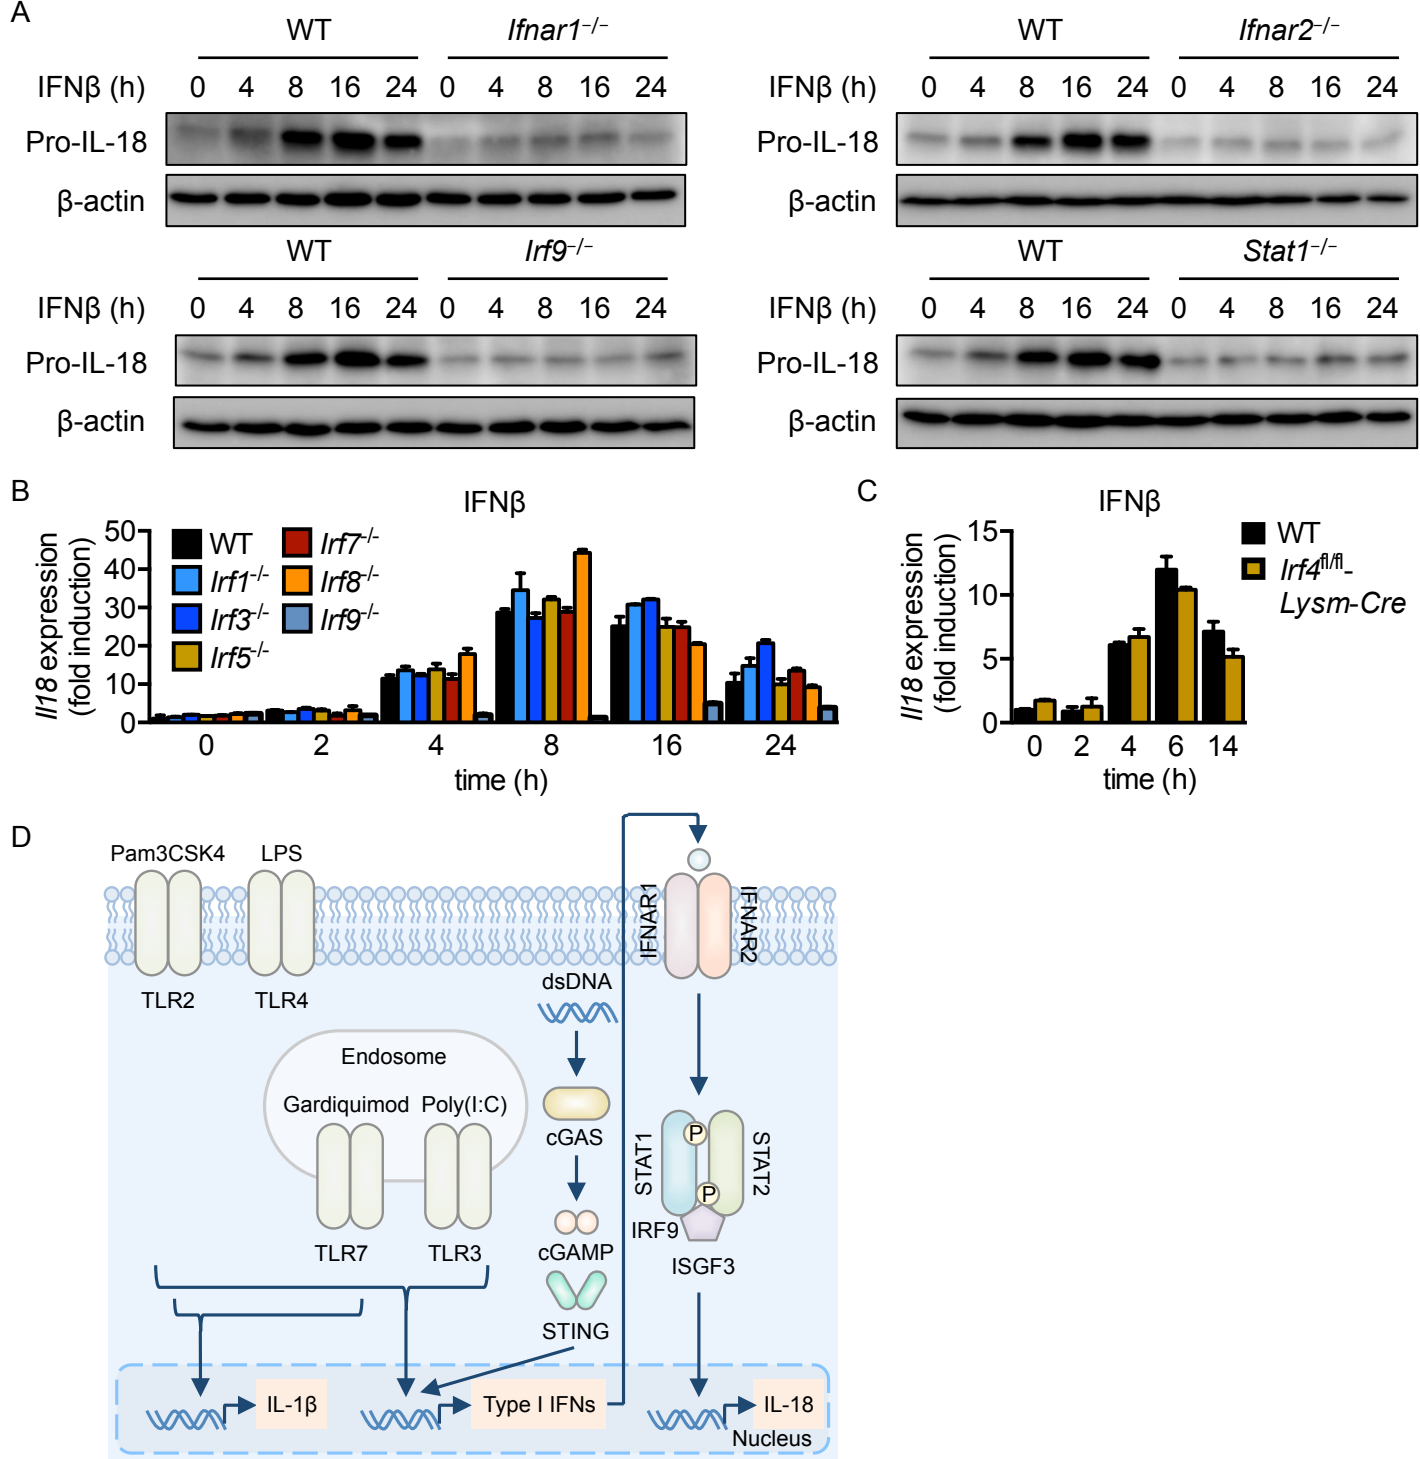 A
WT Ifnar1−/−
IFNβ (h) 0 4 8 16 24 0 4 8 16 24
Pro-IL-18
β-actin
WT Ifnar2−/−
IFNβ (h) 0 4 8 16 24 0 4 8 16 24
Pro-IL-18
β-actin
WT Irf9−/−
IFNβ (h) 0 4 8 16 24 0 4 8 16 24
Pro-IL-18
β-actin
WT Stat1−/−
IFNβ (h) 0 4 8 16 24 0 4 8 16 24
Pro-IL-18
β-actin
B
IFNβ
Il18 expression
(fold induction)
50
40
30
20
10
0
WT
Irf1-/-
Irf3-/-
Irf5-/-
Irf7-/-
Irf8-/-
Irf9-/-
0 2 4 8 16 24
time (h)
C
IFNβ
Il18 expression
(fold induction)
15
10
5
0
WT
Irf4fl/fl-
Lysm-Cre
0 2 4 6 14
time (h)
D
Pam3CSK4 LPS
IFNAR1
IFNAR2
TLR2 TLR4
dsDNA
Endosome
Gardiquimod Poly(I:C)
cGAS
TLR7 TLR3
cGAMP
STING
STAT1
P
P
STAT2
IRF9
ISGF3
IL-1β
Type I IFNs
IL-18
Nucleus